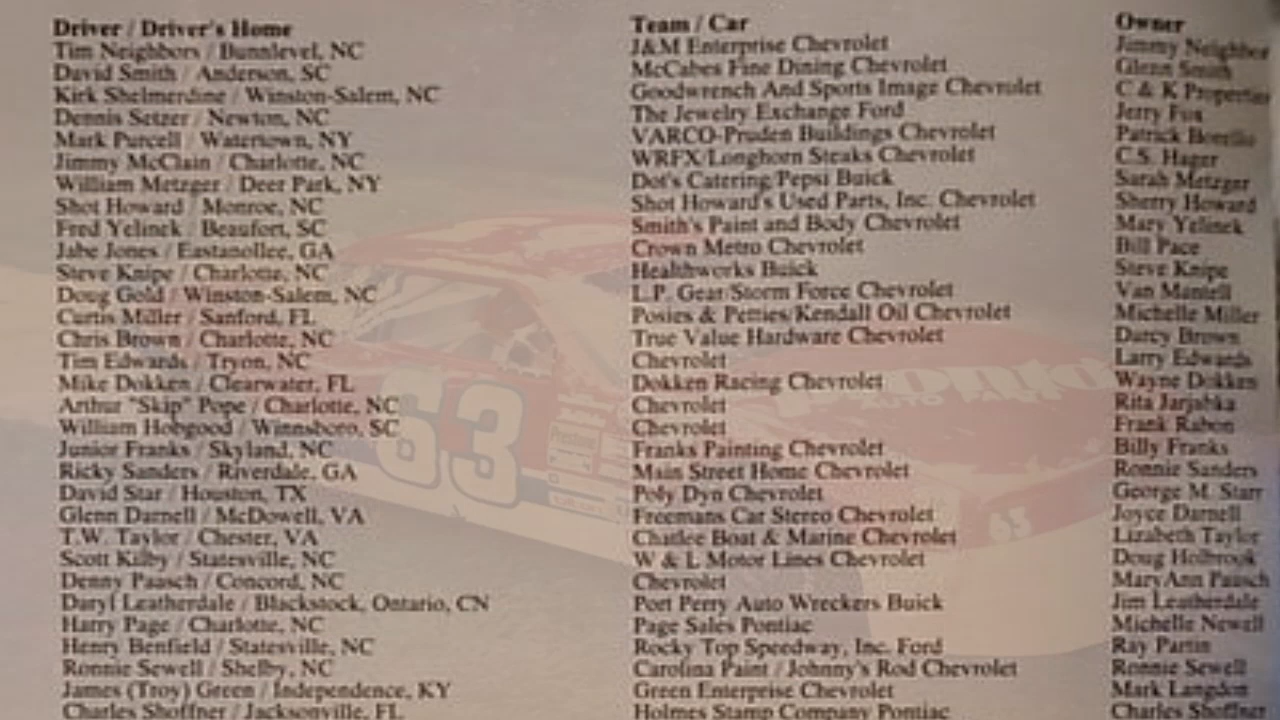 Driver / Driver's Home Team / Car Owner
Tim Neighbors / Bunnlevel, NC J&M Enterprise Chevrolet Jimmy Neighbor
David Smith / Anderson, SC McCabes Fine Dining Chevrolet Glenn Smith
Kirk Shelmerdine / Winston-Salem, NC Goodwrench And Sports Image Chevrolet C & K Properties
Dennis Setzer / Newton, NC The Jewelry Exchange Ford Jerry Fox
Mark Purcell / Watertown, NY VARCO-Pruden Buildings Chevrolet Patrick
Jimmy McClain / Charlotte, NC WRFX/Longhorn Steaks Chevrolet C.S. Hager
William Metzger / Deer Park, NY Dot's Catering/Pepsi Buick Sarah Metzger
Shot Howard / Monroe, NC Shot Howard's Used Parts, Inc. Chevrolet Sherry Howard
Fred Yelinek / Beaufort, SC Smith's Paint and Body Chevrolet Mary Yelinek
Jabe Jones / Eastanollee, GA Crown Metro Chevrolet Bill Pace
Steve Knipe / Charlotte, NC Healthworks Buick Steve Knipe
Doug Gold / Winston-Salem, NC L.P. Gear/Storm Force Chevrolet Van Mantell
Curtis Miller / Sanford, FL Posies & Petties/Kendall Oil Chevrolet Michelle Miller
Chris Brown / Charlotte, NC True Value Hardware Chevrolet Darcy Brown
Tim Edwards / Tryon, NC Chevrolet Larry Edwards
Mike Dokken / Clearwater, FL Dokken Racing Chevrolet Wayne Dokken
Arthur "Skip" Pope / Charlotte, NC Chevrolet Rita Jarjabka
William Hobgood / Winnsboro, SC Chevrolet Frank Rabon
Junior Franks / Skyland, NC Franks Painting Chevrolet Billy Franks
Ricky Sanders / Riverdale, GA Main Street Home Chevrolet Ronnie Sanders
David Star / Houston, TX Poly Dyn Chevrolet George M. Starr
Glenn Darnell / McDowell, VA Freemans Car Stereo Chevrolet Joyce Darnell
T.W. Taylor / Chester, VA Chatlee Boat & Marine Chevrolet Lizabeth Taylor
Scott Kilby / Statesville, NC W & L Motor Lines Chevrolet Doug Holbrook
Denny Paasch / Concord, NC Chevrolet MaryAnn Paasch
Daryl Leatherdale / Blackstock, Ontario, CN Port Perry Auto Wreckers Buick Jim Leatherdale
Harry Page / Charlotte, NC Page Sales Pontiac Michelle Newell
Henry Benfield / Statesville, NC Rocky Top Speedway, Inc. Ford Ray Partin
Ronnie Sewell / Shelby, NC Carolina Paint / Johnny's Rod Chevrolet Ronnie Sewell
James (Troy) Green / Independence, KY Green Enterprise Chevrolet Mark Langdon
Charles Shoffner / Jacksonville, FL Holmes Stamp Company Pontiac Charles Shoffner
63
63